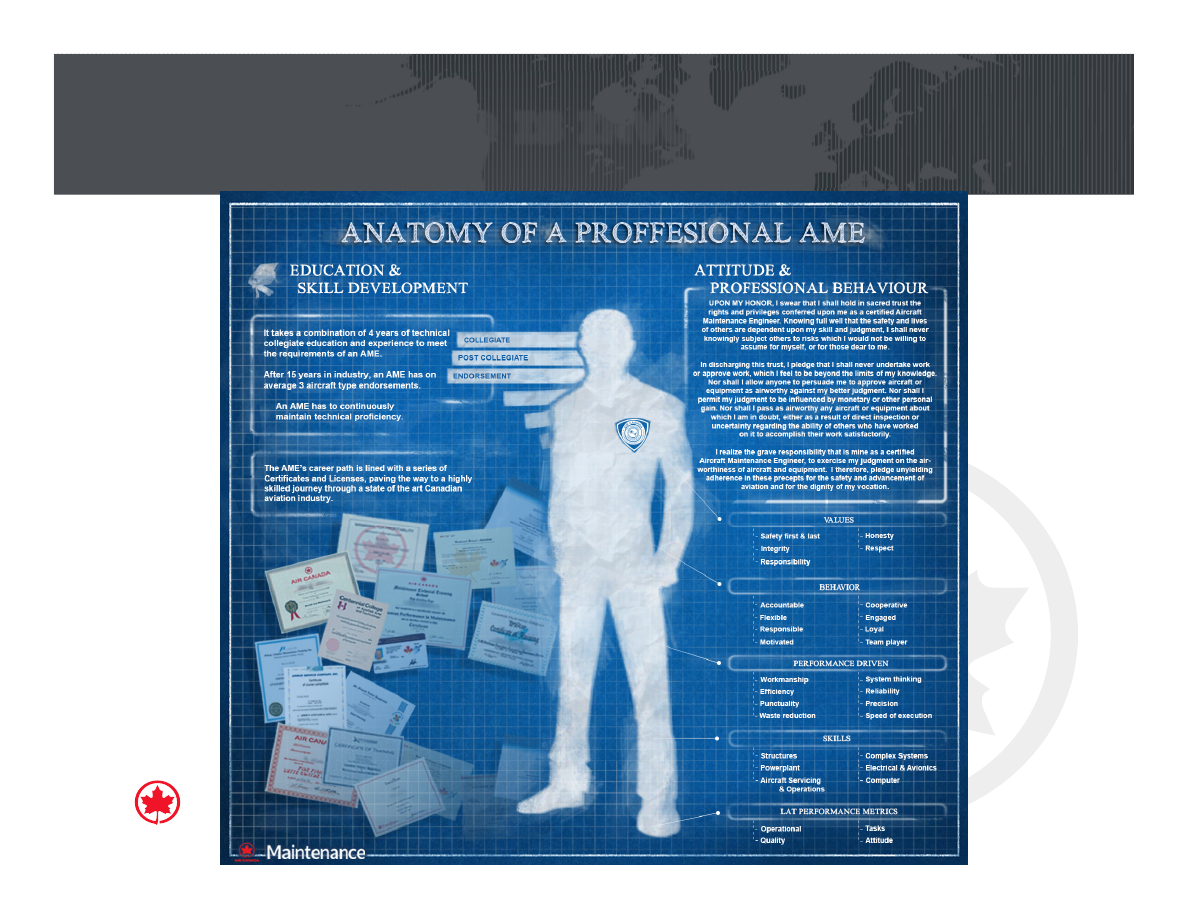 ANATOMY OF A PROFFESIONAL AME
EDUCATION &
SKILL DEVELOPMENT
It takes a combination of 4 years of technical
collegiate education and experience to meet
the requirements of an AME.
After 15 years in industry, an AME has on
average 3 aircraft type endorsements.
An AME has to continuously
maintain technical proficiency.
The AME's career path is lined with a series of
Certificates and Licenses, paving the way to a highly
skilled journey through a state of the art Canadian
aviation industry.
COLLEGIATE
POST COLLEGIATE
ENDORSEMENT
AIR CANADA
Centennial College
AIR CANA
CERTIFICATE OF TRAINING
Maintenance
ATTITUDE &
PROFESSIONAL BEHAVIOUR
UPON MY HONOR, I swear that I shall hold in sacred trust the
rights and privileges conferred upon me as a certified Aircraft
Maintenance Engineer. Knowing full well that the safety and lives
of others are dependent upon my skill and judgment, I shall never
knowingly subject others to risks which I would not be willing to
assume for myself, or for those dear to me.
In discharging this trust, I pledge that I shall never undertake work
or approve work, which I feel to be beyond the limits of my knowledge.
Nor shall I allow anyone to persuade me to approve aircraft or
equipment as airworthy against my better judgment. Nor shall I
permit my judgment to be influenced by monetary or other personal
gain. Nor shall I pass as airworthy any aircraft or equipment about
which I am in doubt, either as a result of direct inspection or
uncertainty regarding the ability of others who have worked
on it to accomplish their work satisfactorily.
I realize the grave responsibility that is mine as a certified
Aircraft Maintenance Engineer, to exercise my judgment on the air-
worthiness of aircraft and equipment. I therefore, pledge unyielding
adherence in these precepts for the safety and advancement of
aviation and for the dignity of my vocation.
VALUES
- Safety first & last
- Integrity
- Responsibility
- Honesty
- Respect
BEHAVIOR
- Accountable
- Flexible
- Responsible
- Motivated
- Cooperative
- Engaged
- Loyal
- Team player
PERFORMANCE DRIVEN
- Workmanship
- Efficiency
- Punctuality
- Waste reduction
- System thinking
- Reliability
- Precision
- Speed of execution
SKILLS
- Structures
- Powerplant
- Aircraft Servicing
& Operations
- Complex Systems
- Electrical & Avionics
- Computer
LAT PERFORMANCE METRICS
- Operational
- Quality
- Tasks
- Attitude